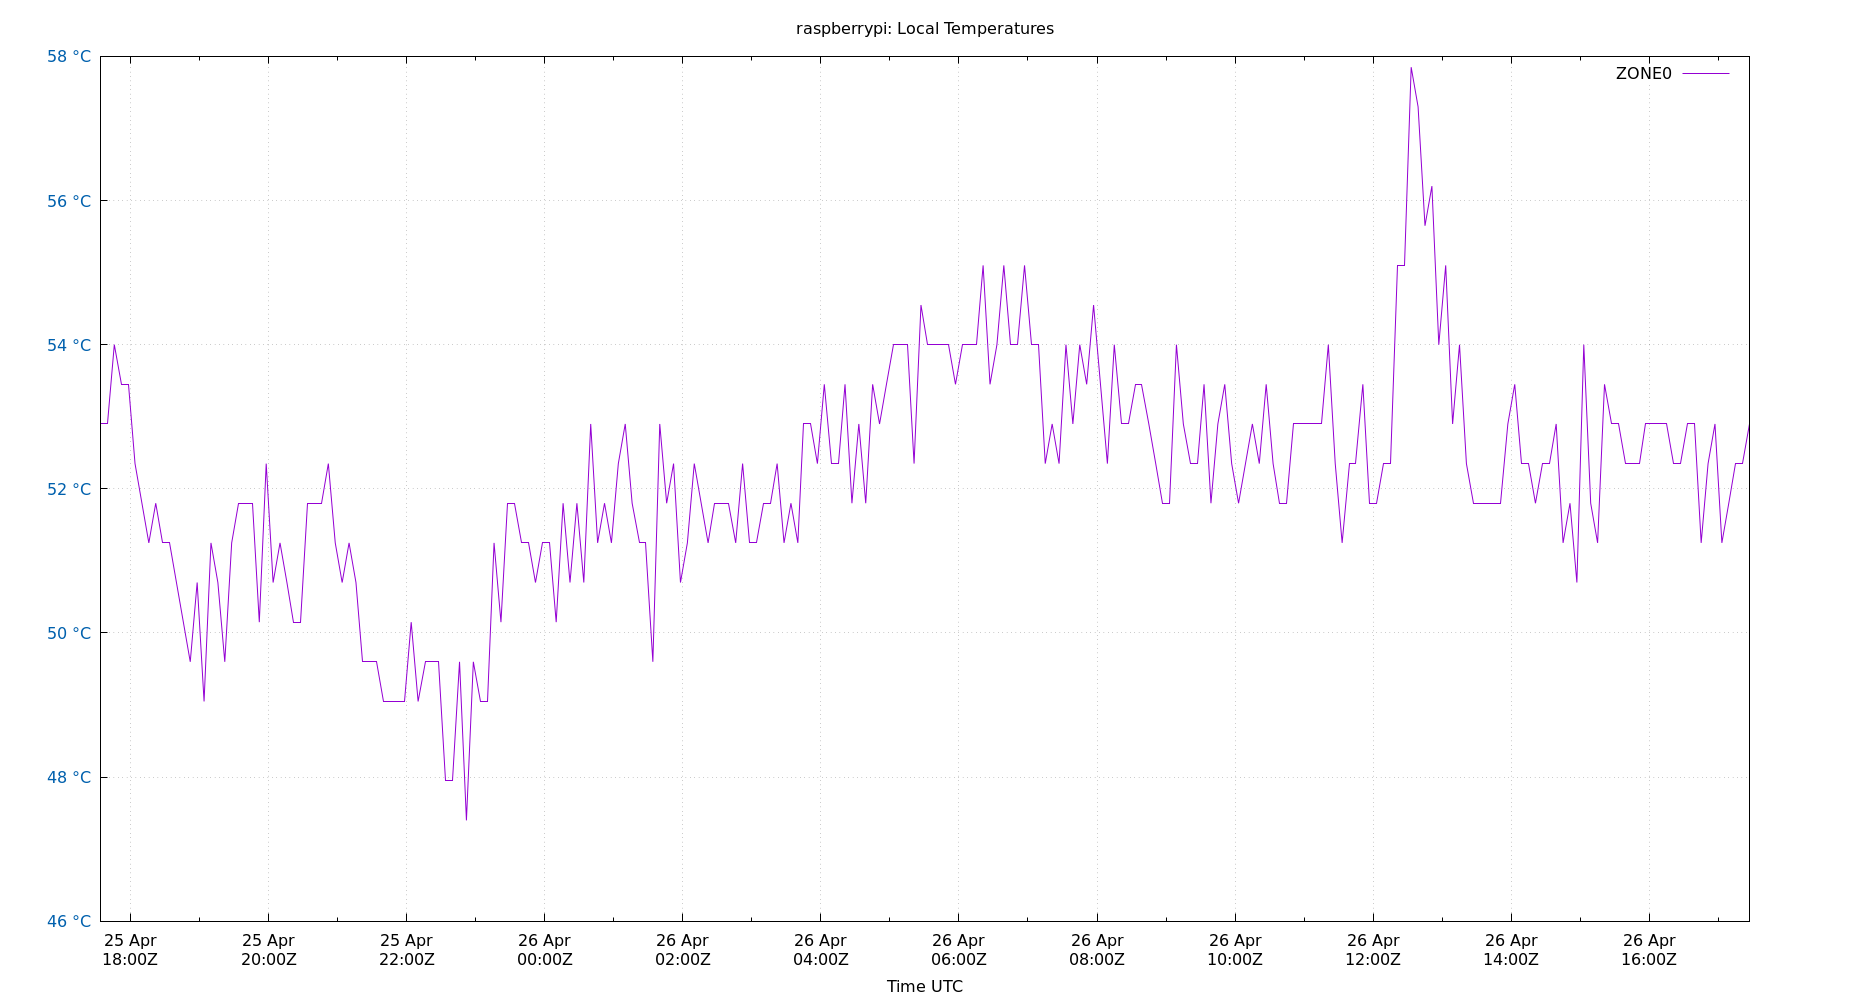 raspberrypi: Local Temperatures
58 °C
ZONE0
56 °C
54 °C
52 °C
50 °C
48 °C
46 °C
25 Apr 25 Apr 25 Apr 26 Apr 26 Apr 26 Apr 26 Apr 26 Apr 26 Apr 26 Apr 26 Apr 26 Apr
18:00Z 20:00Z 22:00Z 00:00Z 02:00Z 04:00Z 06:00Z 08:00Z 10:00Z 12:00Z 14:00Z 16:00Z
Time UTC